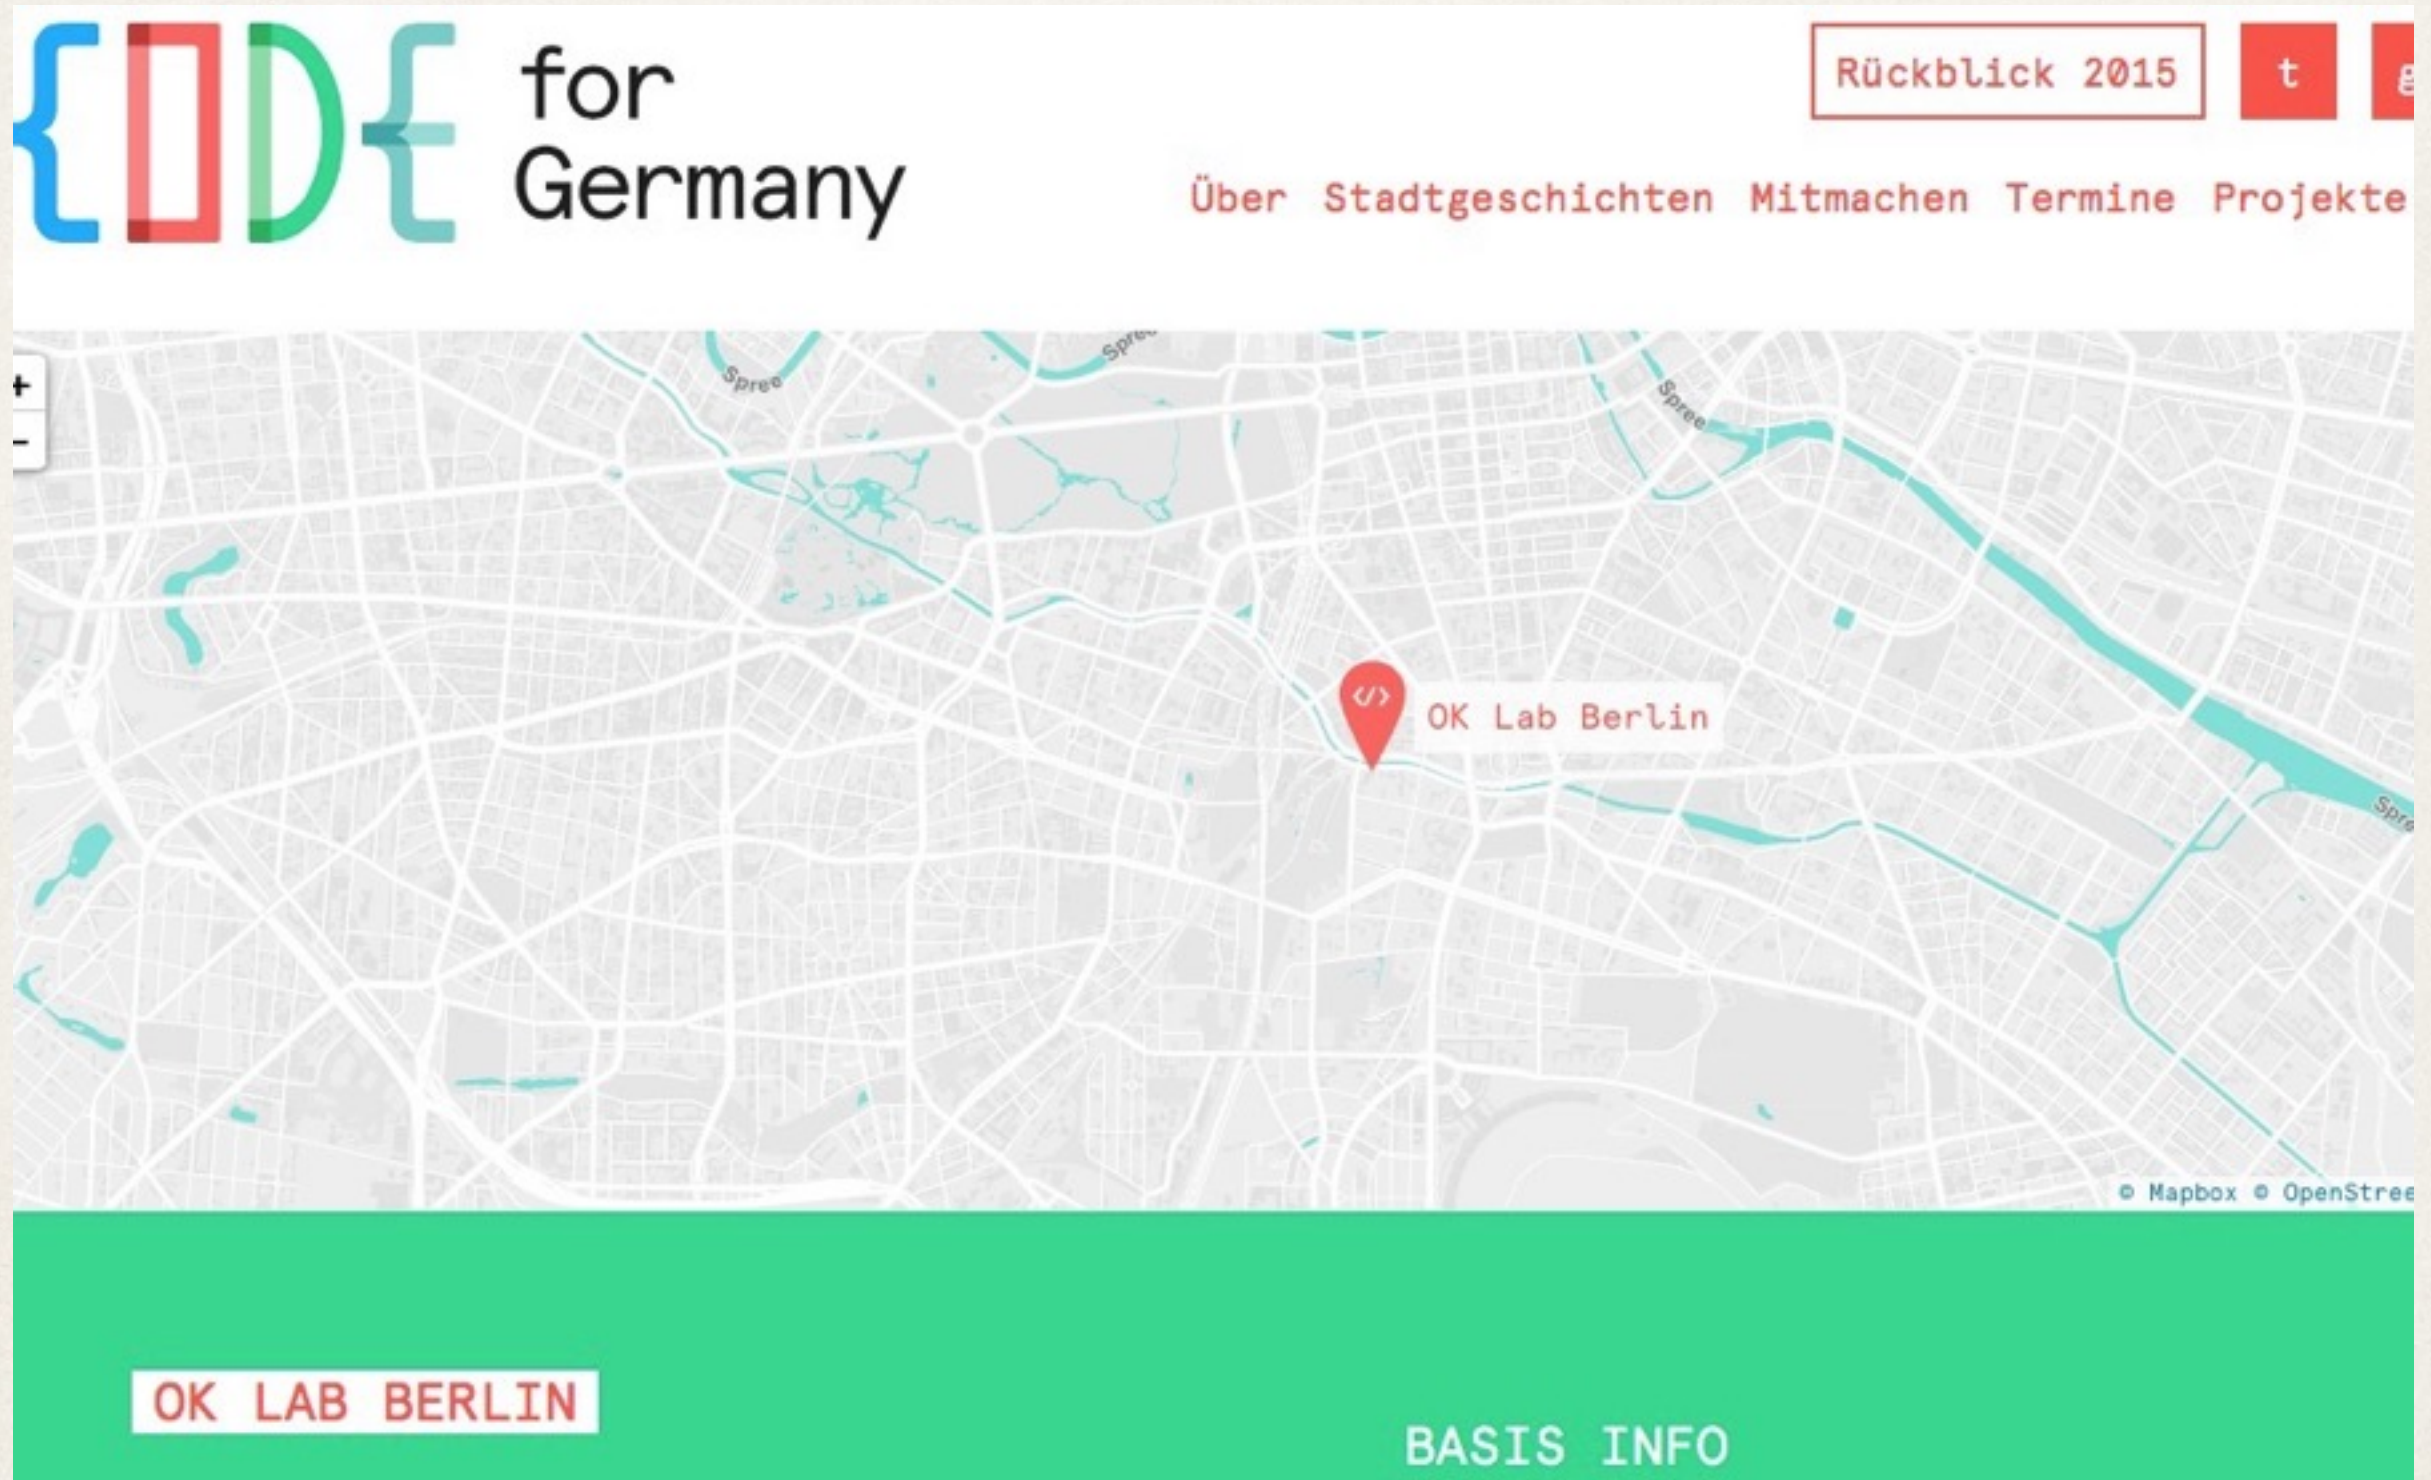 CODE for
Germany
Rückblick 2015 t g
Über Stadtgeschichten Mitmachen Termine Projekte
+
-
Spree
Spree
Spree
</> OK Lab Berlin
© Mapbox ©
OK LAB BERLIN
BASIS INFO